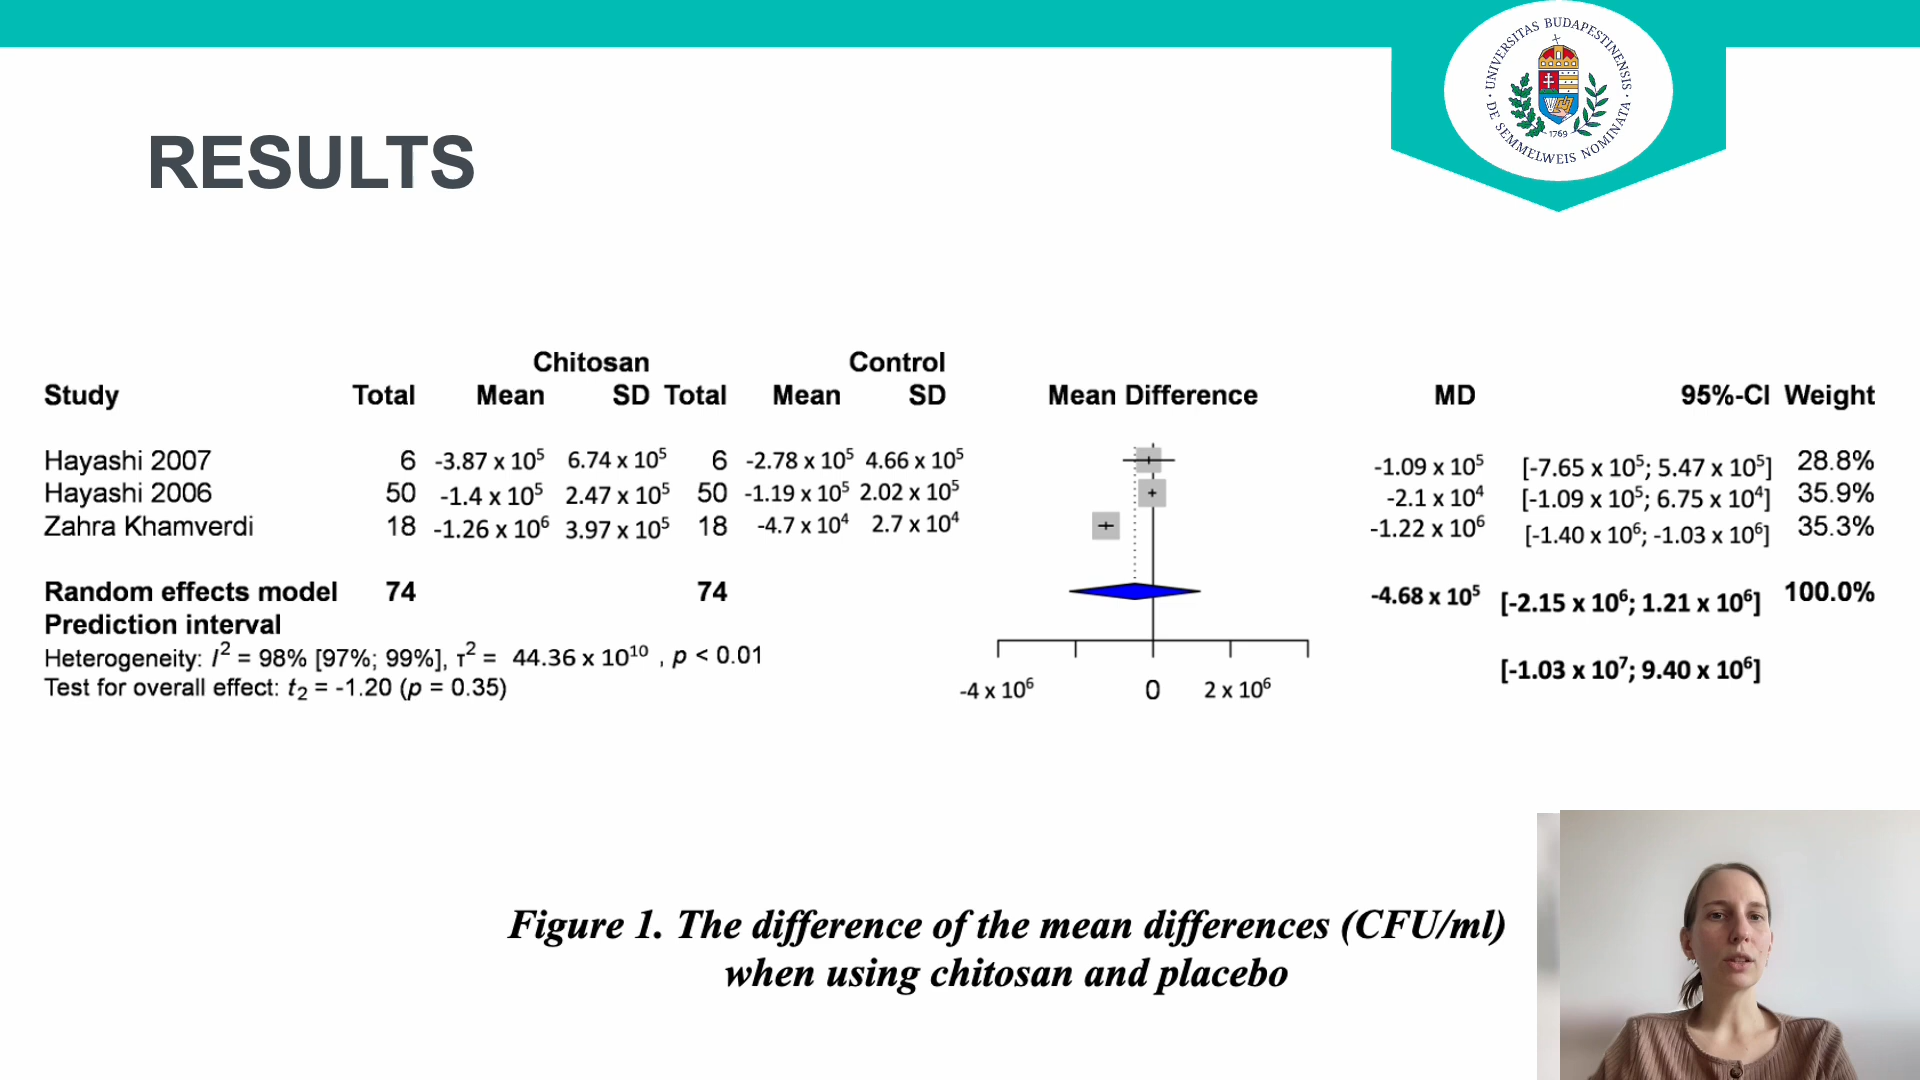 UNIVERSITAS BUDAPESTINENSIS
DE SEMMELWEIS NOMINATA
1769
RESULTS
Chitosan Control
Study Total Mean SD Total Mean SD Mean Difference MD 95%-CI Weight
Hayashi 2007 6 -3.87 x 10⁵ 6.74 x 10⁵ 6 -2.78 x 10⁵ 4.66 x 10⁵ -1.09 x 10⁵ [-7.65 x 10⁵; 5.47 x 10⁵] 28.8%
Hayashi 2006 50 -1.4 x 10⁵ 2.47 x 10⁵ 50 -1.19 x 10⁵ 2.02 x 10⁵ -2.1 x 10⁴ [-1.09 x 10⁵; 6.75 x 10⁴] 35.9%
Zahra Khamverdi 18 -1.26 x 10⁶ 3.97 x 10⁵ 18 -4.7 x 10⁴ 2.7 x 10⁴ -1.22 x 10⁶ [-1.40 x 10⁶; -1.03 x 10⁶] 35.3%
Random effects model 74 74 -4.68 x 10⁵ [-2.15 x 10⁶; 1.21 x 10⁶] 100.0%
Prediction interval [-1.03 x 10⁷; 9.40 x 10⁶]
Heterogeneity: I² = 98% [97%; 99%], τ² = 44.36 x 10¹⁰ , p < 0.01
Test for overall effect: t₂ = -1.20 (p = 0.35)
-4 x 10⁶ 0 2 x 10⁶
Figure 1. The difference of the mean differences (CFU/ml)
when using chitosan and placebo